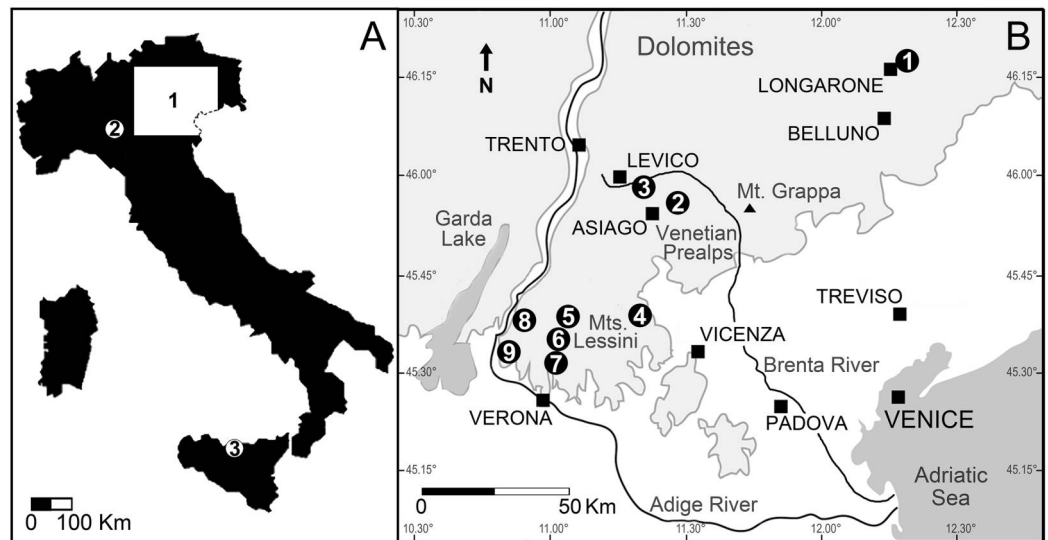 A
1
2
3
0 100 Km
B
10.30°
11.00
11.30°
12.00
12.30°
46.15°
46.15°
46.00°
46.00°
45.45°
45.45°
45.30°
45.30°
45.15°
45.15°
10.30°
11.00
11.30°
12.00
12.30°
N
Dolomites
1
LONGARONE
BELLUNO
TRENTO
LEVICO
3
2
Mt. Grappa
ASIAGO
Venetian
Prealps
Garda
Lake
TREVISO
8
5
4
Mts.
Lessini
6
9
7
VICENZA
Brenta River
VERONA
PADOVA
VENICE
Adriatic
Sea
0 50 Km
Adige River